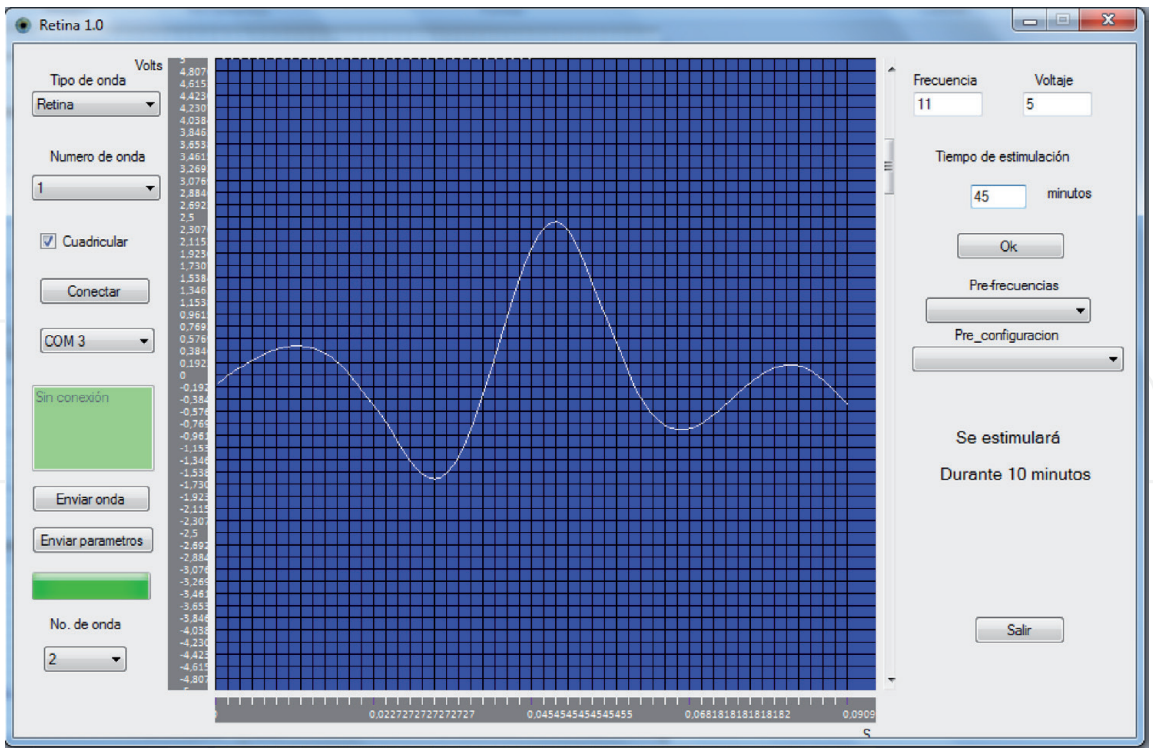 Retina 1.0
Volts
Tipo de onda
Retina
Numero de onda
1
Cuadricular
Conectar
COM 3
Sin conexión
Enviar onda
Enviar parametros
No. de onda
2
5
4,807
4,615
4,423
4,230
4,038
3,846
3,653
3,461
3,269
3,076
2,884
2,692
2,5
2,307
2,115
1,923
1,730
1,538
1,346
1,153
0,961
0,769
0,576
0,384
0,192
0
-0,192
-0,384
-0,576
-0,769
-0,961
-1,153
-1,346
-1,538
-1,730
-1,923
-2,115
-2,307
-2,5
-2,692
-2,884
-3,076
-3,269
-3,461
-3,653
-3,846
-4,038
-4,230
-4,423
-4,615
-4,807
0,0227272727272727
0,0454545454545455
0,0681818181818182
0,0909
S
Frecuencia
Voltaje
11
5
Tiempo de estimulación
45 minutos
Ok
Pre-frecuencias
Pre_configuracion
Se estimulará
Durante 10 minutos
Salir